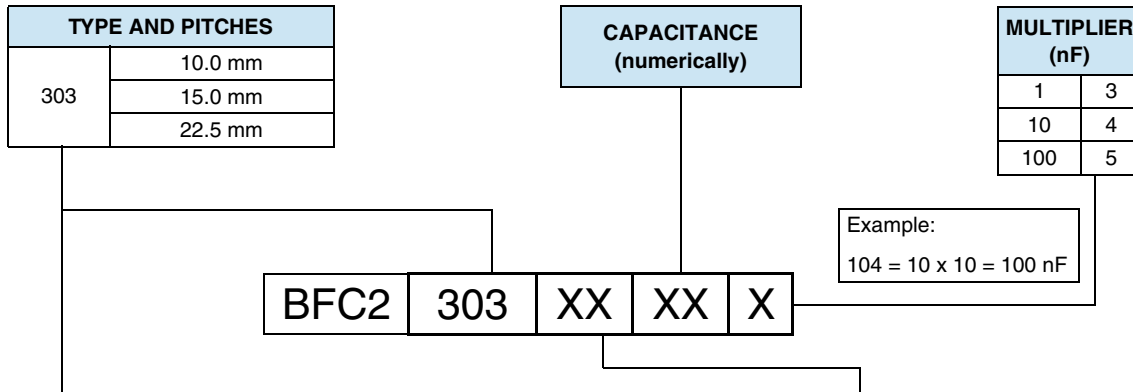 TYPE AND PITCHES
303
10.0 mm
15.0 mm
22.5 mm
CAPACITANCE
(numerically)
MULTIPLIER
(nF)
1 3
10 4
100 5
Example:
104 = 10 x 10 = 100 nF
BFC2 303 XX XX X